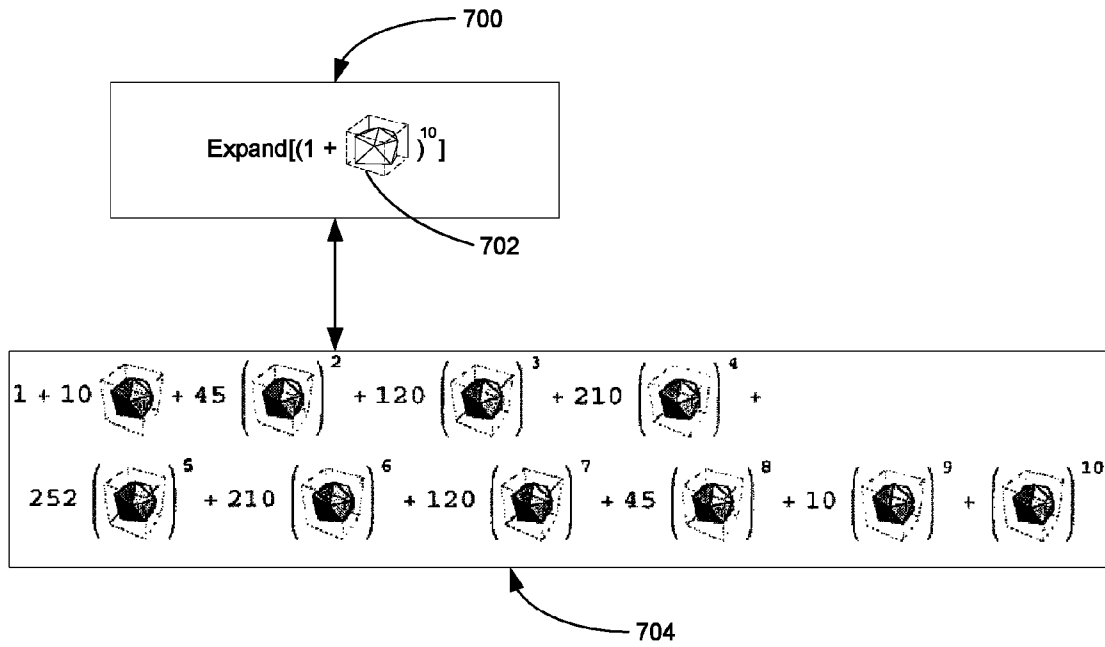 700
Expand[(1 + )10]
702
1 + 10 + 45 ( )2 + 120 ( )3 + 210 ( )4 +
252 ( )5 + 210 ( )6 + 120 ( )7 + 45 ( )8 + 10 ( )9 + ( )10
704